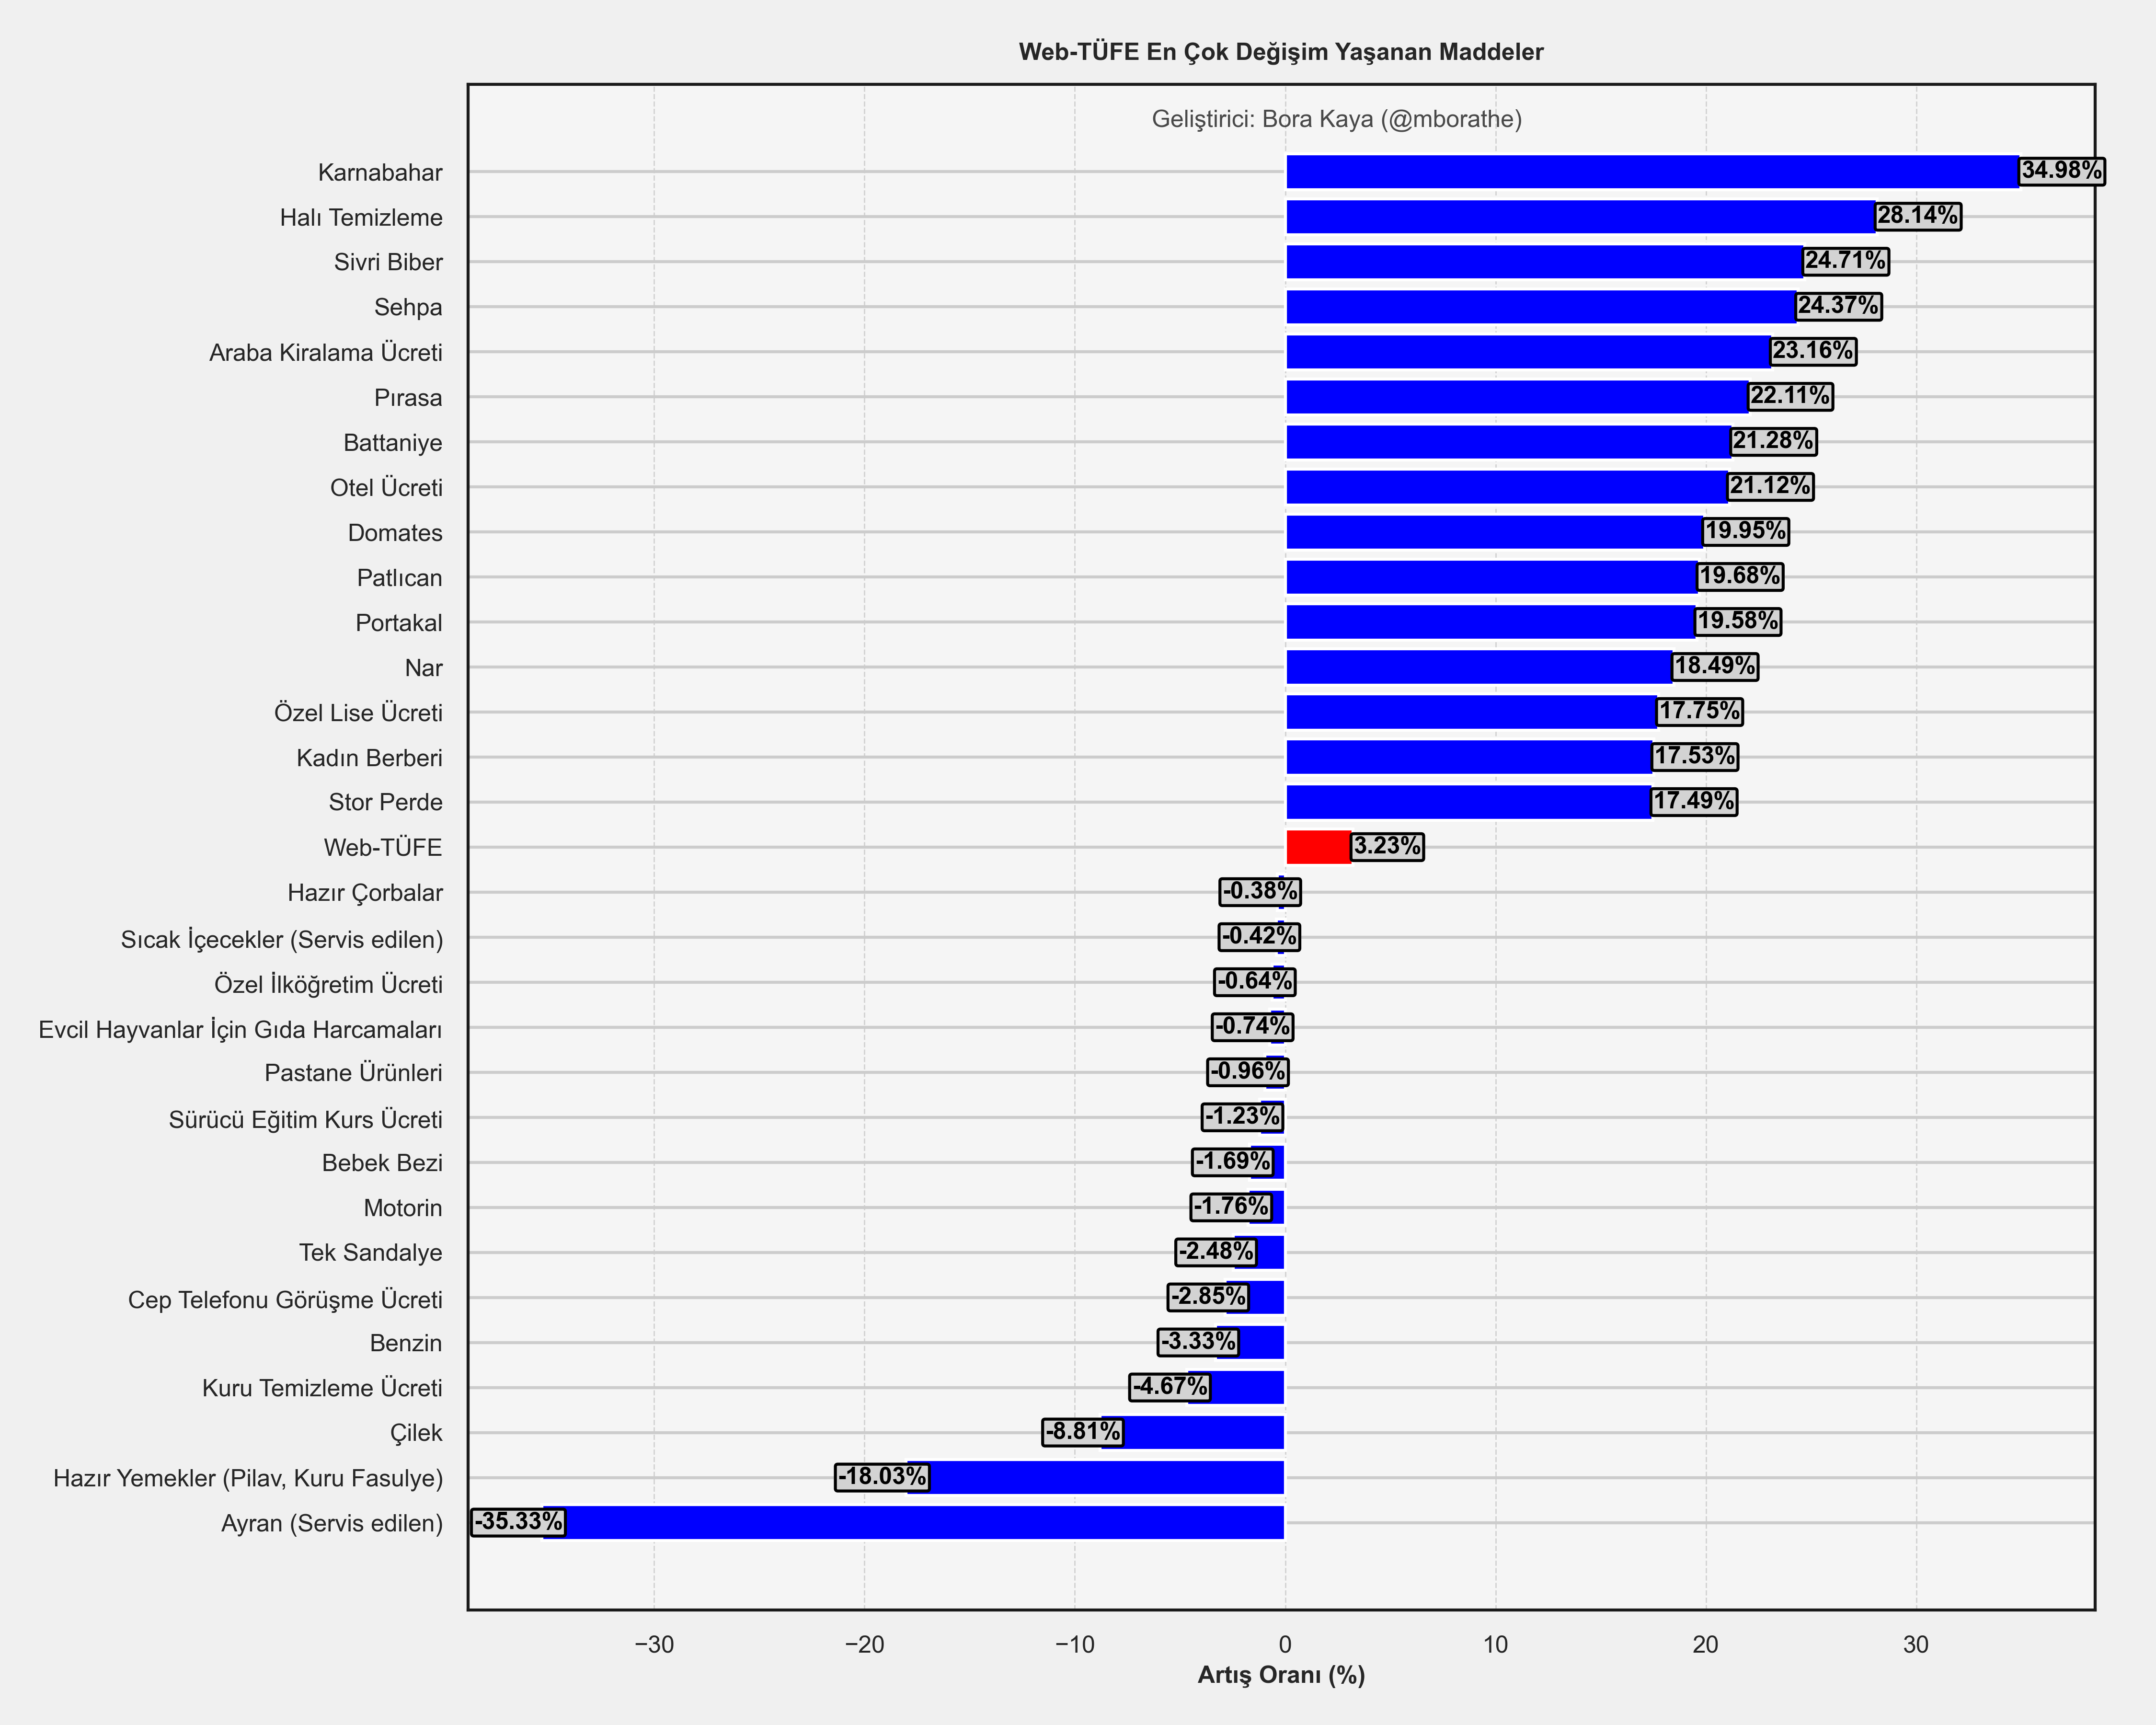 Web-TÜFE En Çok Değişim Yaşanan Maddeler
Geliştirici: Bora Kaya (@mborathe)
Karnabahar 34.98%
Halı Temizleme 28.14%
Sivri Biber 24.71%
Sehpa 24.37%
Araba Kiralama Ücreti 23.16%
Pırasa 22.11%
Battaniye 21.28%
Otel Ücreti 21.12%
Domates 19.95%
Patlıcan 19.68%
Portakal 19.58%
Nar 18.49%
Özel Lise Ücreti 17.75%
Kadın Berberi 17.53%
Stor Perde 17.49%
Web-TÜFE 3.23%
Hazır Çorbalar -0.38%
Sıcak İçecekler (Servis edilen) -0.42%
Özel İlköğretim Ücreti -0.64%
Evcil Hayvanlar İçin Gıda Harcamaları -0.74%
Pastane Ürünleri -0.96%
Sürücü Eğitim Kurs Ücreti -1.23%
Bebek Bezi -1.69%
Motorin -1.76%
Tek Sandalye -2.48%
Cep Telefonu Görüşme Ücreti -2.85%
Benzin -3.33%
Kuru Temizleme Ücreti -4.67%
Çilek -8.81%
Hazır Yemekler (Pilav, Kuru Fasulye) -18.03%
Ayran (Servis edilen) -35.33%
−30 −20 −10 0 10 20 30
Artış Oranı (%)